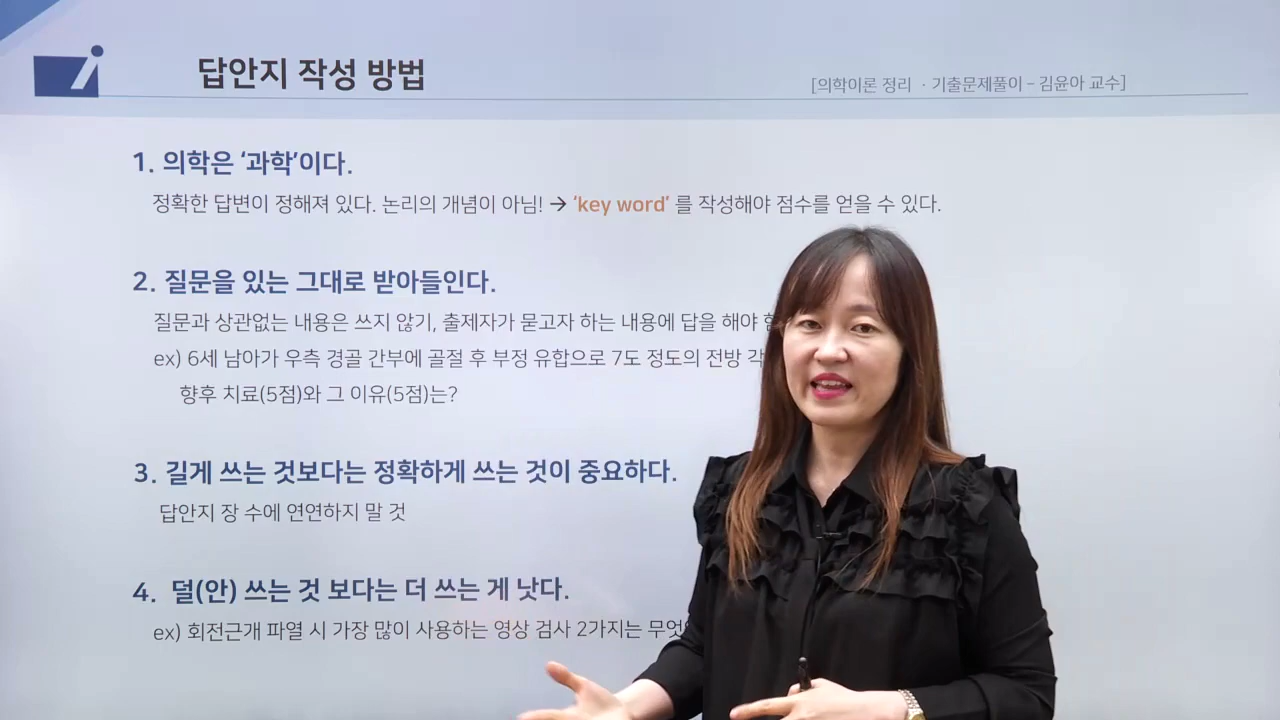 답안지 작성 방법
[의학이론 정리 · 기출문제풀이 – 김윤아 교수]
1. 의학은 ‘과학’이다.
정확한 답변이 정해져 있다. 논리의 개념이 아님! → ‘key word’ 를 작성해야 점수를 얻을 수 있다.
2. 질문을 있는 그대로 받아들인다.
질문과 상관없는 내용은 쓰지 않기, 출제자가 묻고자 하는 내용에 답을 해야
ex) 6세 남아가 우측 경골 간부에 골절 후 부정 유합으로 7도 정도의 전방
향후 치료(5점)와 그 이유(5점)는?
3. 길게 쓰는 것보다는 정확하게 쓰는 것이 중요하다.
답안지 장 수에 연연하지 말 것
4. 덜(안) 쓰는 것 보다는 더 쓰는 게 낫다.
ex) 회전근개 파열 시 가장 많이 사용하는 영상 검사 2가지는